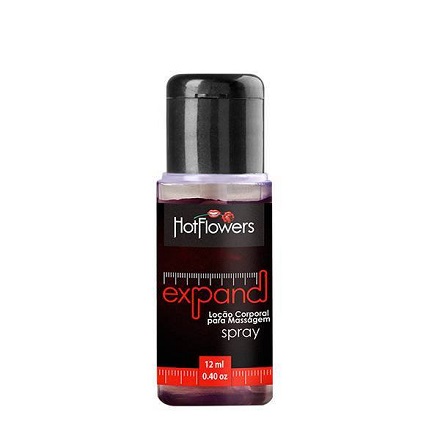 HotFlowers
expand
Loção Corporal
para Massagem
spray
12 ml
0.40 oz